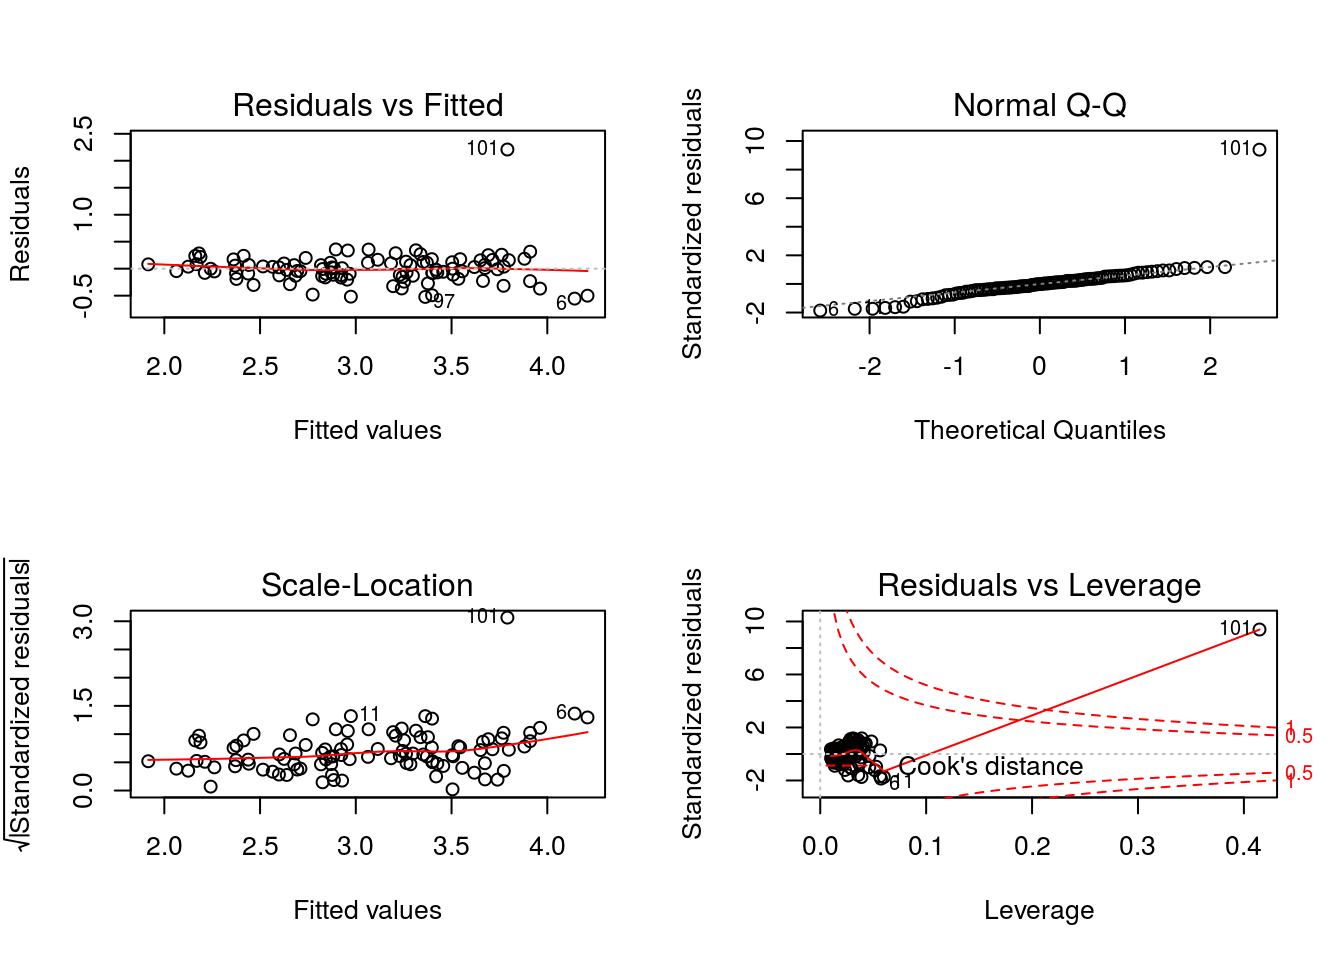 Residuals vs Fitted
Residuals
2.5
1.0
-0.5
101
97
6
2.0 2.5 3.0 3.5 4.0
Fitted values
Normal Q-Q
Standardized residuals
10
6
2
-2
101
6
11
-2 -1 0 1 2
Theoretical Quantiles
Scale-Location
√|Standardized residuals|
3.0
1.5
0.0
101
11
6
2.0 2.5 3.0 3.5 4.0
Fitted values
Residuals vs Leverage
Standardized residuals
10
6
2
-2
101
1
0.5
0.5
1
Cook's distance
6
11
0.0 0.1 0.2 0.3 0.4
Leverage